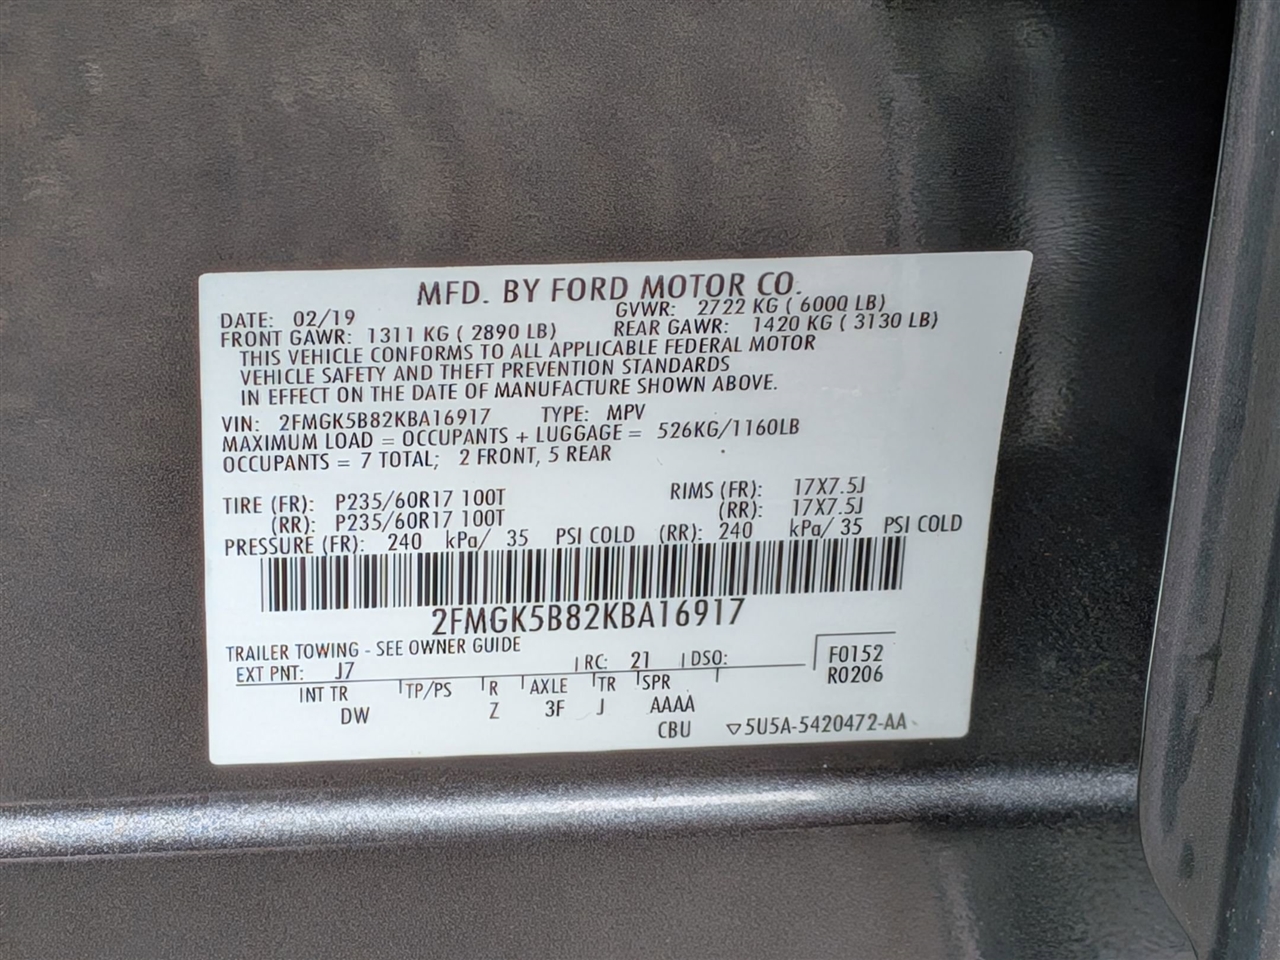 MFD. BY FORD MOTOR CO.
DATE: 02/19 GVWR: 2722 KG ( 6000 LB)
FRONT GAWR: 1311 KG ( 2890 LB) REAR GAWR: 1420 KG ( 3130 LB)
THIS VEHICLE CONFORMS TO ALL APPLICABLE FEDERAL MOTOR
VEHICLE SAFETY AND THEFT PREVENTION STANDARDS
IN EFFECT ON THE DATE OF MANUFACTURE SHOWN ABOVE.
VIN: 2FMGK5B82KBA16917 TYPE: MPV
MAXIMUM LOAD = OCCUPANTS + LUGGAGE = 526KG/1160LB
OCCUPANTS = 7 TOTAL; 2 FRONT, 5 REAR
TIRE (FR): P235/60R17 100T RIMS (FR): 17X7.5J
(RR): P235/60R17 100T (RR): 17X7.5J
PRESSURE (FR): 240 kPa/ 35 PSI COLD (RR): 240 kPa/ 35 PSI COLD
2FMGK5B82KBA16917
TRAILER TOWING - SEE OWNER GUIDE
EXT PNT: J7 RC: 21 DSO: F0152
R0206
INT TR TP/PS R AXLE TR SPR
DW Z 3F J AAAA
CBU ▽5U5A-5420472-AA